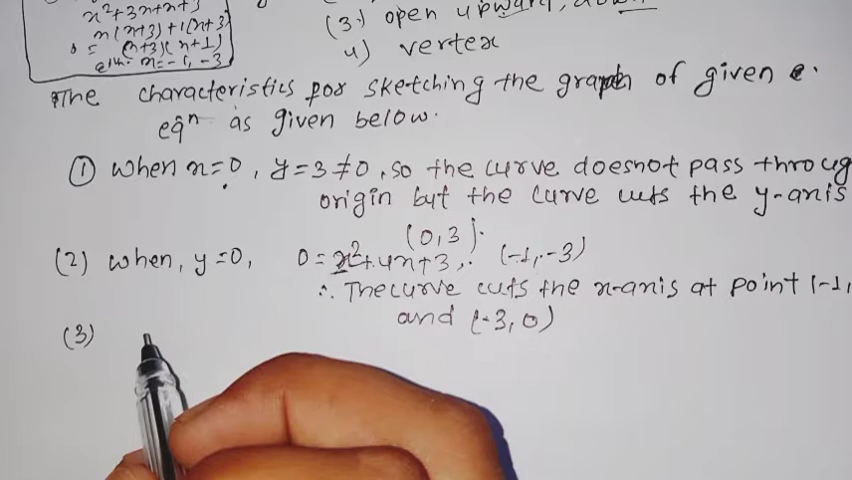 x²+3x+x+3
x(x+3)+1(x+3)
0 = (x+3)(x+1)
x=-1, -3
(3.) open upward,
4) vertex
The characteristics for sketching the graph of given e.
eqⁿ as given below.
① when x=0, y=3≠0, so the curve doesnot pass throug
origin but the curve cuts the y-axis
(0,3).
(2) when, y=0, 0=x²+4x+3, (-1,-3)
∴ The curve cuts the x-axis at point (-1,
and (-3, 0)
(3)